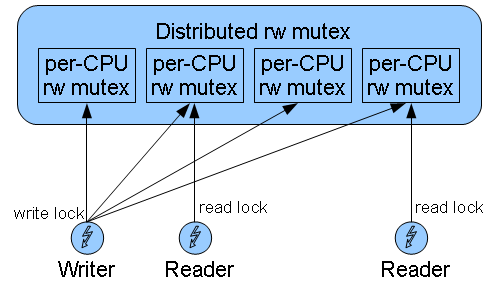 Distributed rw mutex
per-CPU
rw mutex
per-CPU
rw mutex
per-CPU
rw mutex
per-CPU
rw mutex
write lock
read lock
read lock
Writer
Reader
Reader